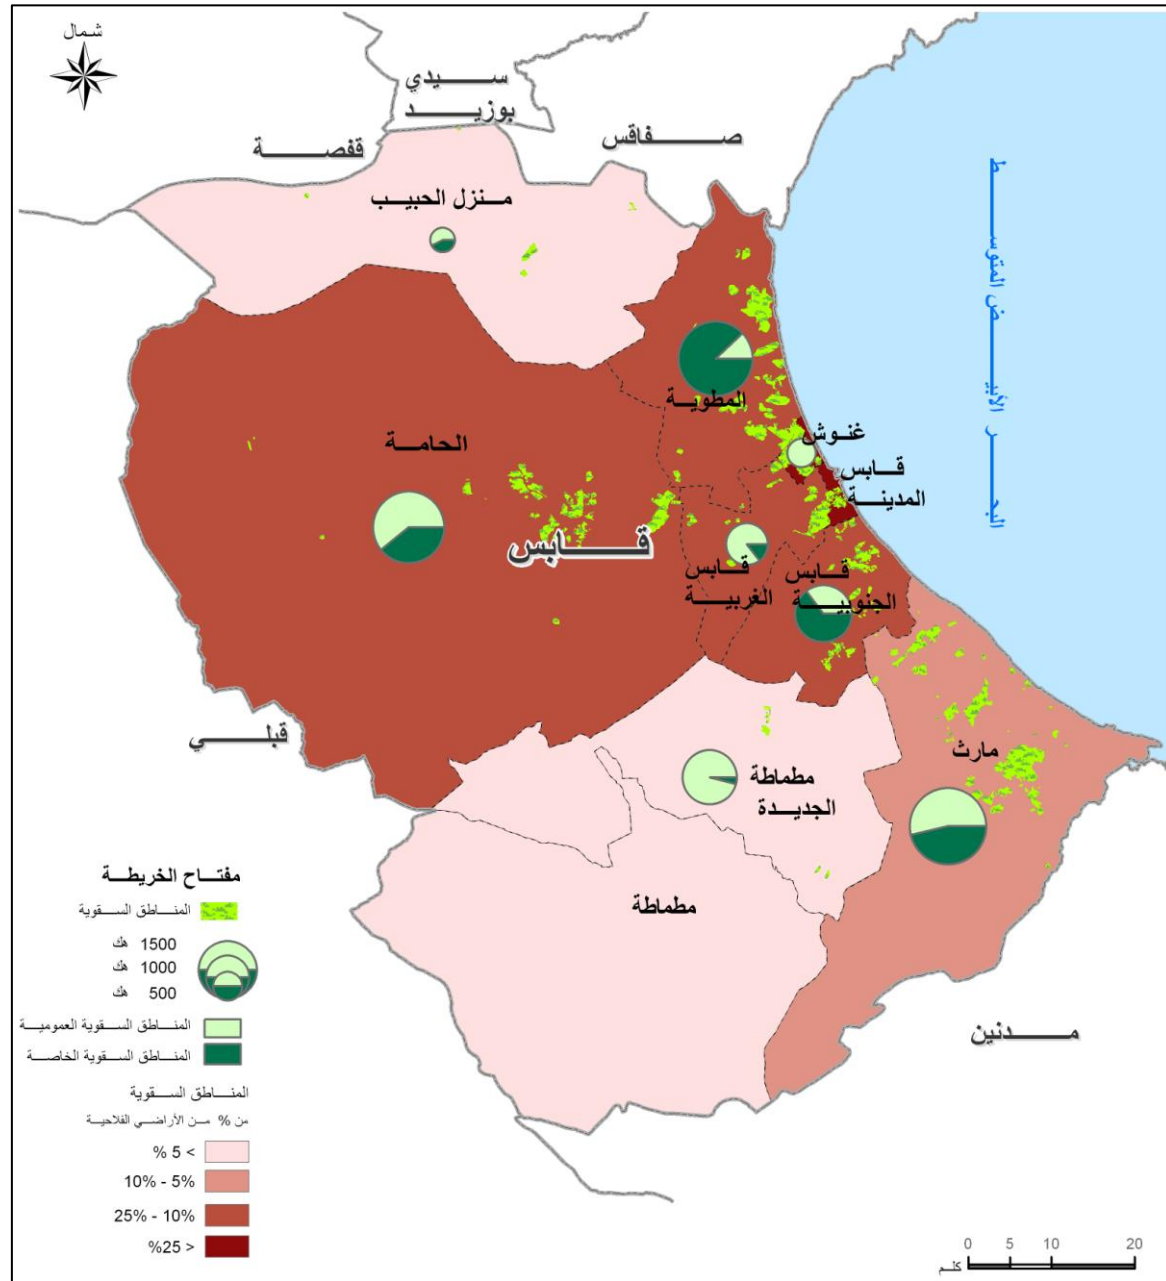 شمال
سيدي
بوزيد
صفاقس
قفصة
منزل الحبيب
البحر الأبيض المتوسط
المطوية
الحامة
غنوش
قابس
المدينة
قابس
قابس
الغربية
قابس
الجنوبية
قبلي
مارث
مطماطة
الجديدة
مطماطة
مدنين
مفتاح الخريطة
المناطق السقوية
1500 هك
1000 هك
500 هك
المناطق السقوية العمومية
المناطق السقوية الخاصة
المناطق السقوية
من % من الأراضي الفلاحية
% 5 >
10% - 5%
25% - 10%
%25 <
0 5 10 20
كلم